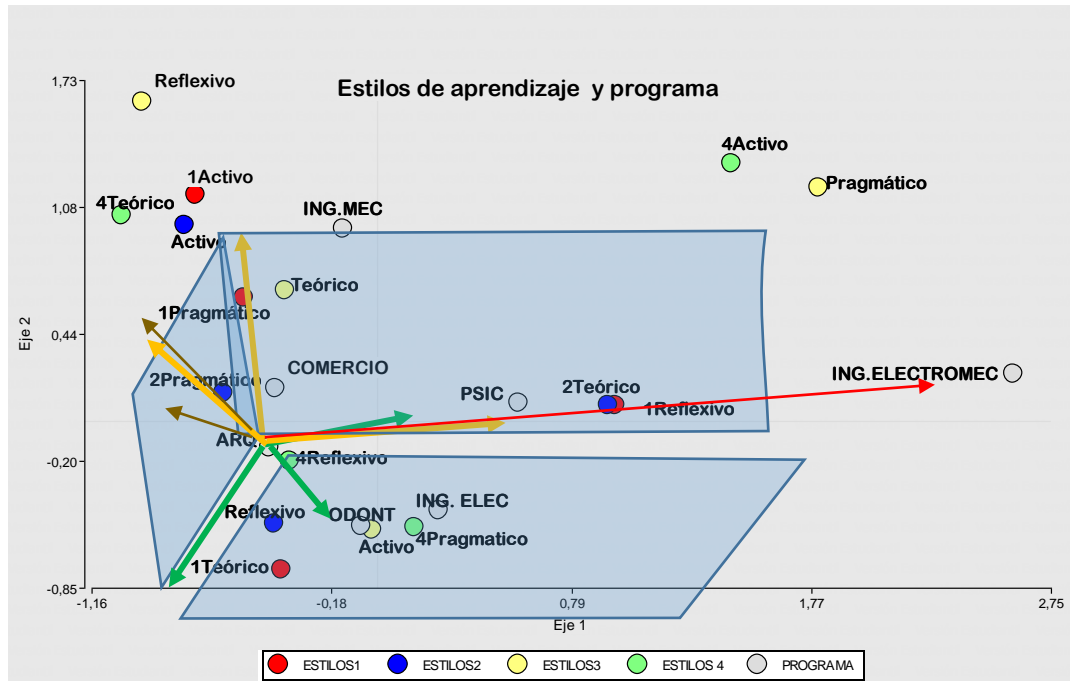 Estilos de aprendizaje y programa
1,73
Reflexivo
4Activo
1Activo
Pragmático
4Teórico
1,08
ING.MEC
Activo
Teórico
1Pragmático
0,44
Eje 2
COMERCIO
ING.ELECTROMEC
2Pragmático
PSIC
2Teórico
1Reflexivo
ARQ
-0,20
4Reflexivo
ING. ELEC
Reflexivo
ODONT
4Pragmatico
Activo
1Teórico
-0,85
-1,16
-0,18
0,79
1,77
2,75
Eje 1
ESTILOS1
ESTILOS2
ESTILOS3
ESTILOS 4
PROGRAMA